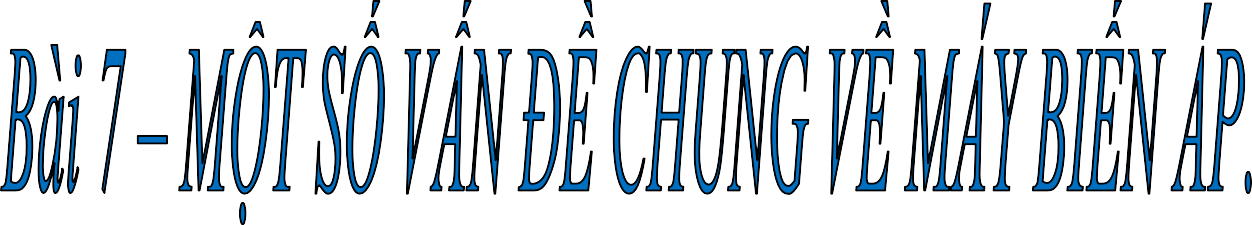 Bài 7 – MỘT SỐ VẤN ĐỀ CHUNG VỀ MÁY BIẾN ÁP.